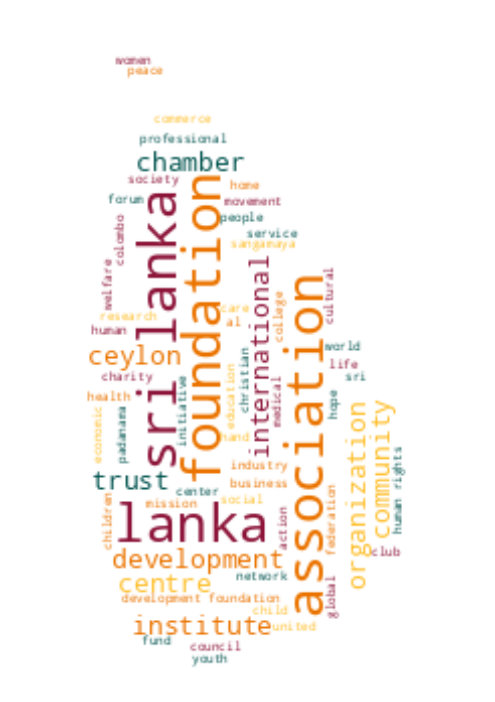 women
peace
commerce
professional
chamber
society
home
forum
movement
people
service
sangamaya
colombo
sri lanka
foundation
welfare
international
association
cultural
research
care
al
college
human
world
ceylon
life
charity
sri
christian
education
medical
initiative
health
hope
economic
padanama
hand
organization
community
human rights
industry
trust
business
center
social
mission
children
lanka
action
federation
club
development
network
centre
global
development foundation
child
institute
united
fund
council
youth